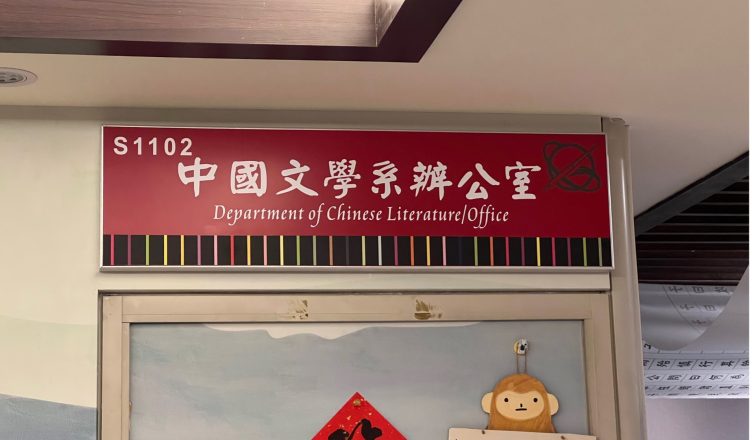 S1102
中國文學系辦公室
Department of Chinese Literature/Office